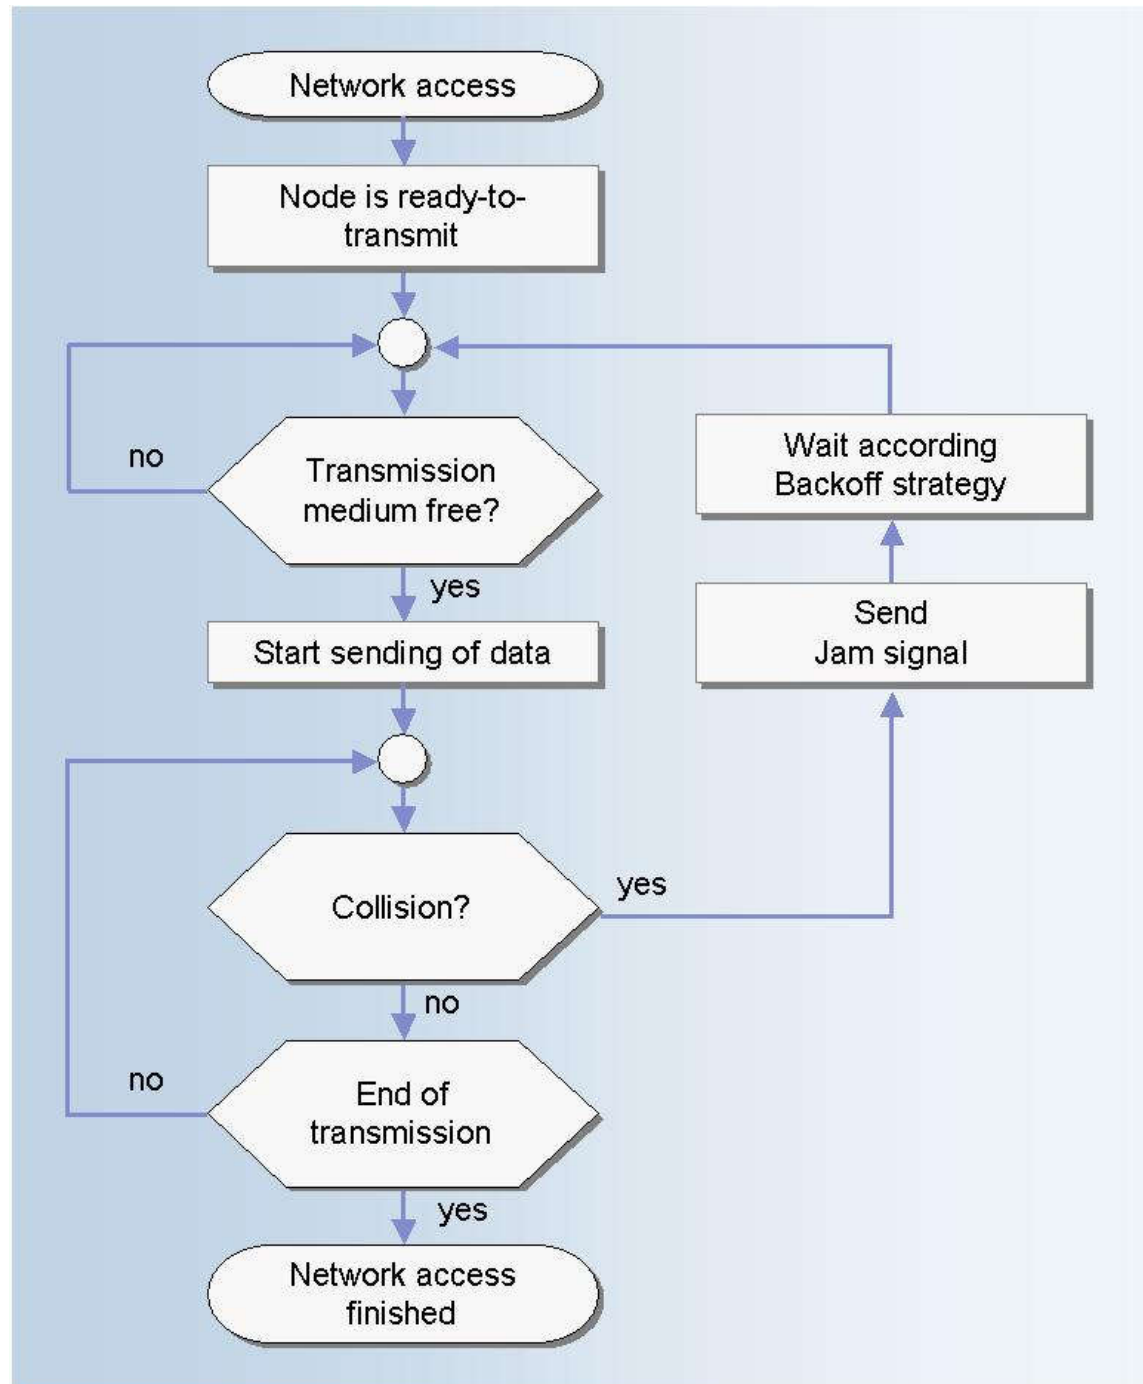 Network access
Node is ready-to-
transmit
no
Transmission
medium free?
yes
Start sending of data
Wait according
Backoff strategy
Send
Jam signal
Collision?
yes
no
no
End of
transmission
yes
Network access
finished